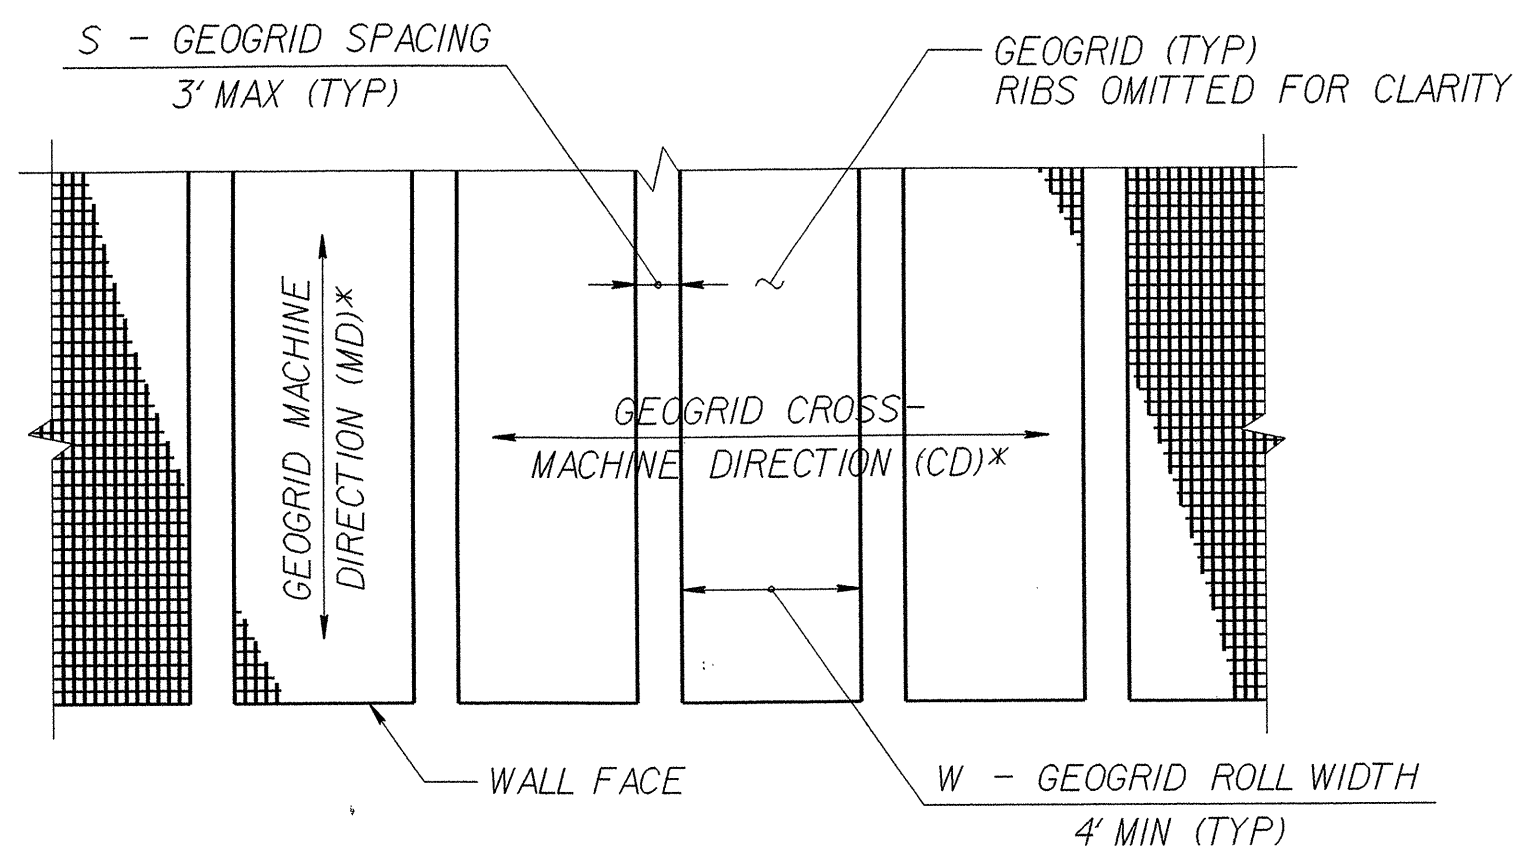 S - GEOGRID SPACING
3' MAX (TYP)
GEOGRID (TYP)
RIBS OMITTED FOR CLARITY
GEOGRID MACHINE
DIRECTION (MD)*
GEOGRID CROSS-
MACHINE DIRECTION (CD)*
WALL FACE
W - GEOGRID ROLL WIDTH
4' MIN (TYP)